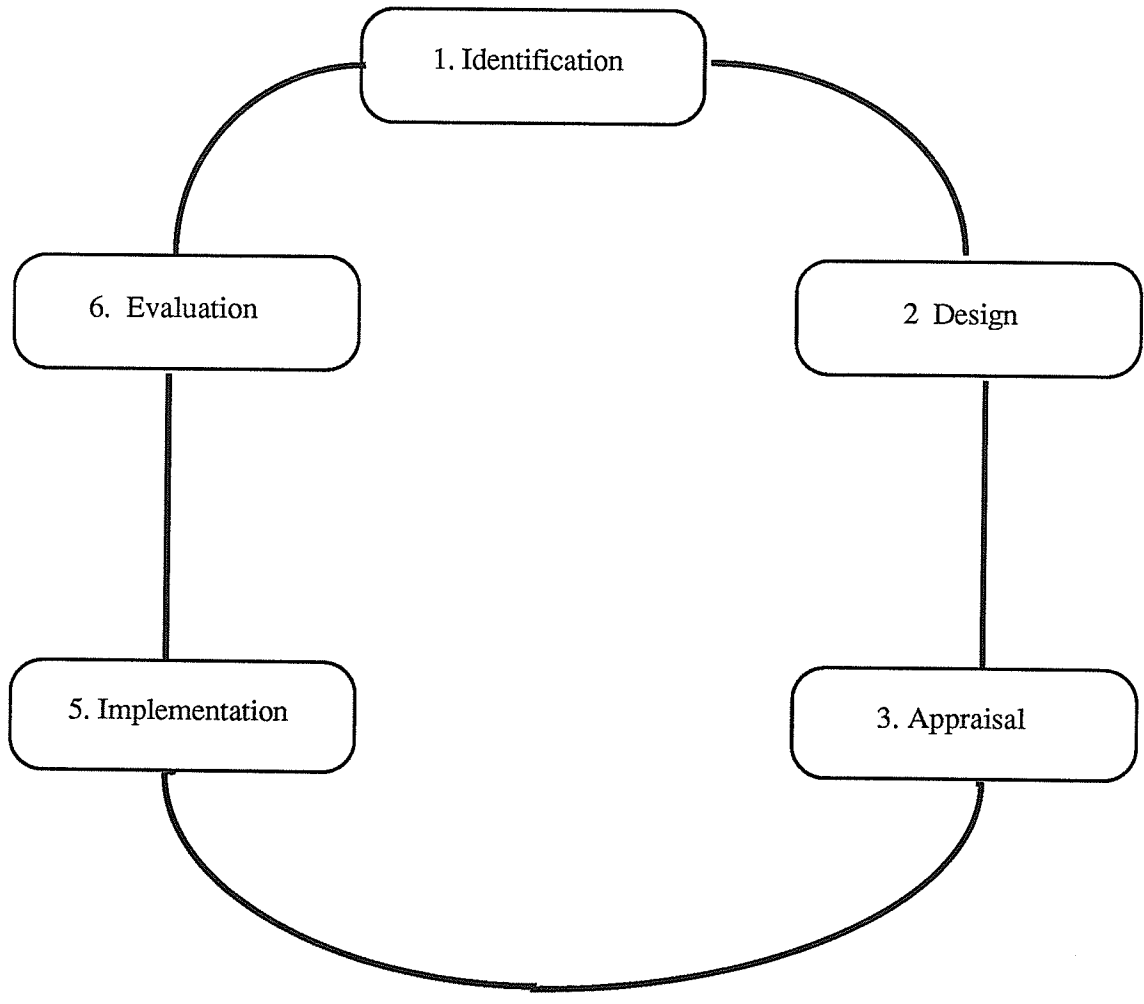 1. Identification
2 Design
3. Appraisal
5. Implementation
6. Evaluation